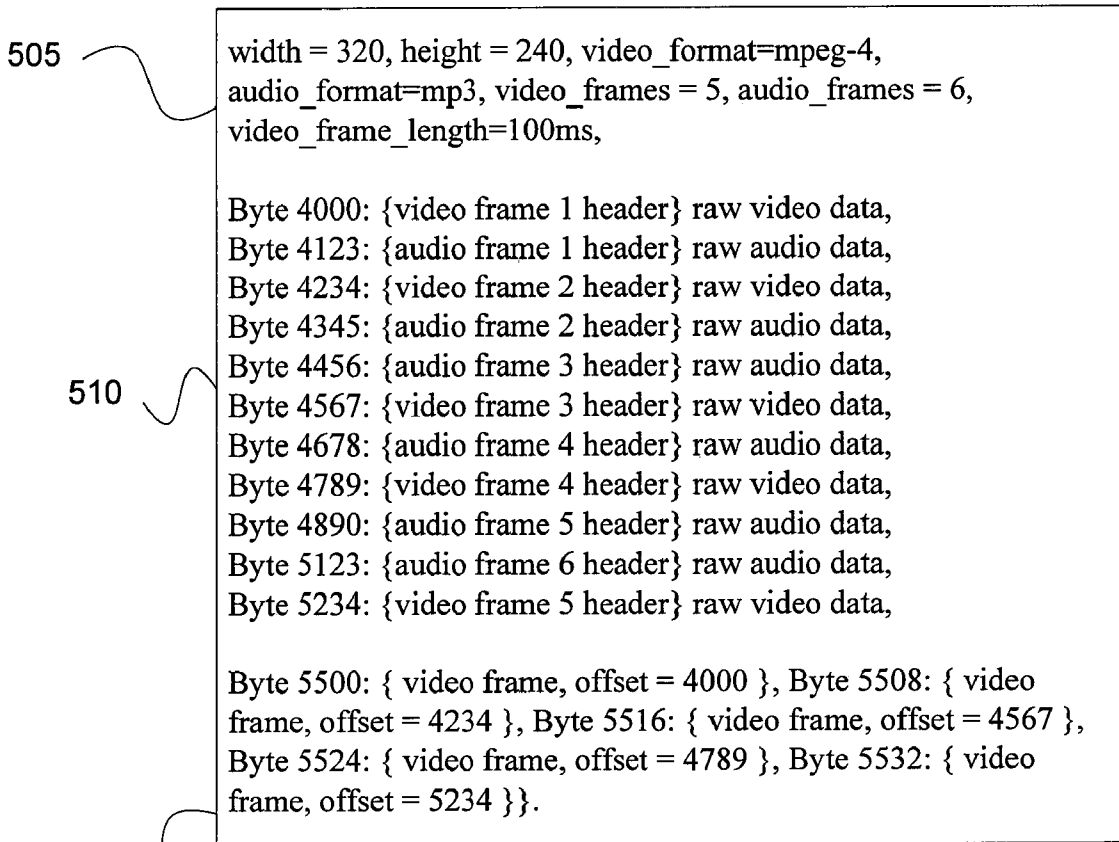 505
width = 320, height = 240, video_format=mpeg-4,
audio_format=mp3, video_frames = 5, audio_frames = 6,
video_frame_length=100ms,
Byte 4000: {video frame 1 header} raw video data,
Byte 4123: {audio frame 1 header} raw audio data,
Byte 4234: {video frame 2 header} raw video data,
Byte 4345: {audio frame 2 header} raw audio data,
Byte 4456: {audio frame 3 header} raw audio data,
510
Byte 4567: {video frame 3 header} raw video data,
Byte 4678: {audio frame 4 header} raw audio data,
Byte 4789: {video frame 4 header} raw video data,
Byte 4890: {audio frame 5 header} raw audio data,
Byte 5123: {audio frame 6 header} raw audio data,
Byte 5234: {video frame 5 header} raw video data,
Byte 5500: { video frame, offset = 4000 }, Byte 5508: { video
frame, offset = 4234 }, Byte 5516: { video frame, offset = 4567 },
Byte 5524: { video frame, offset = 4789 }, Byte 5532: { video
frame, offset = 5234 }}.